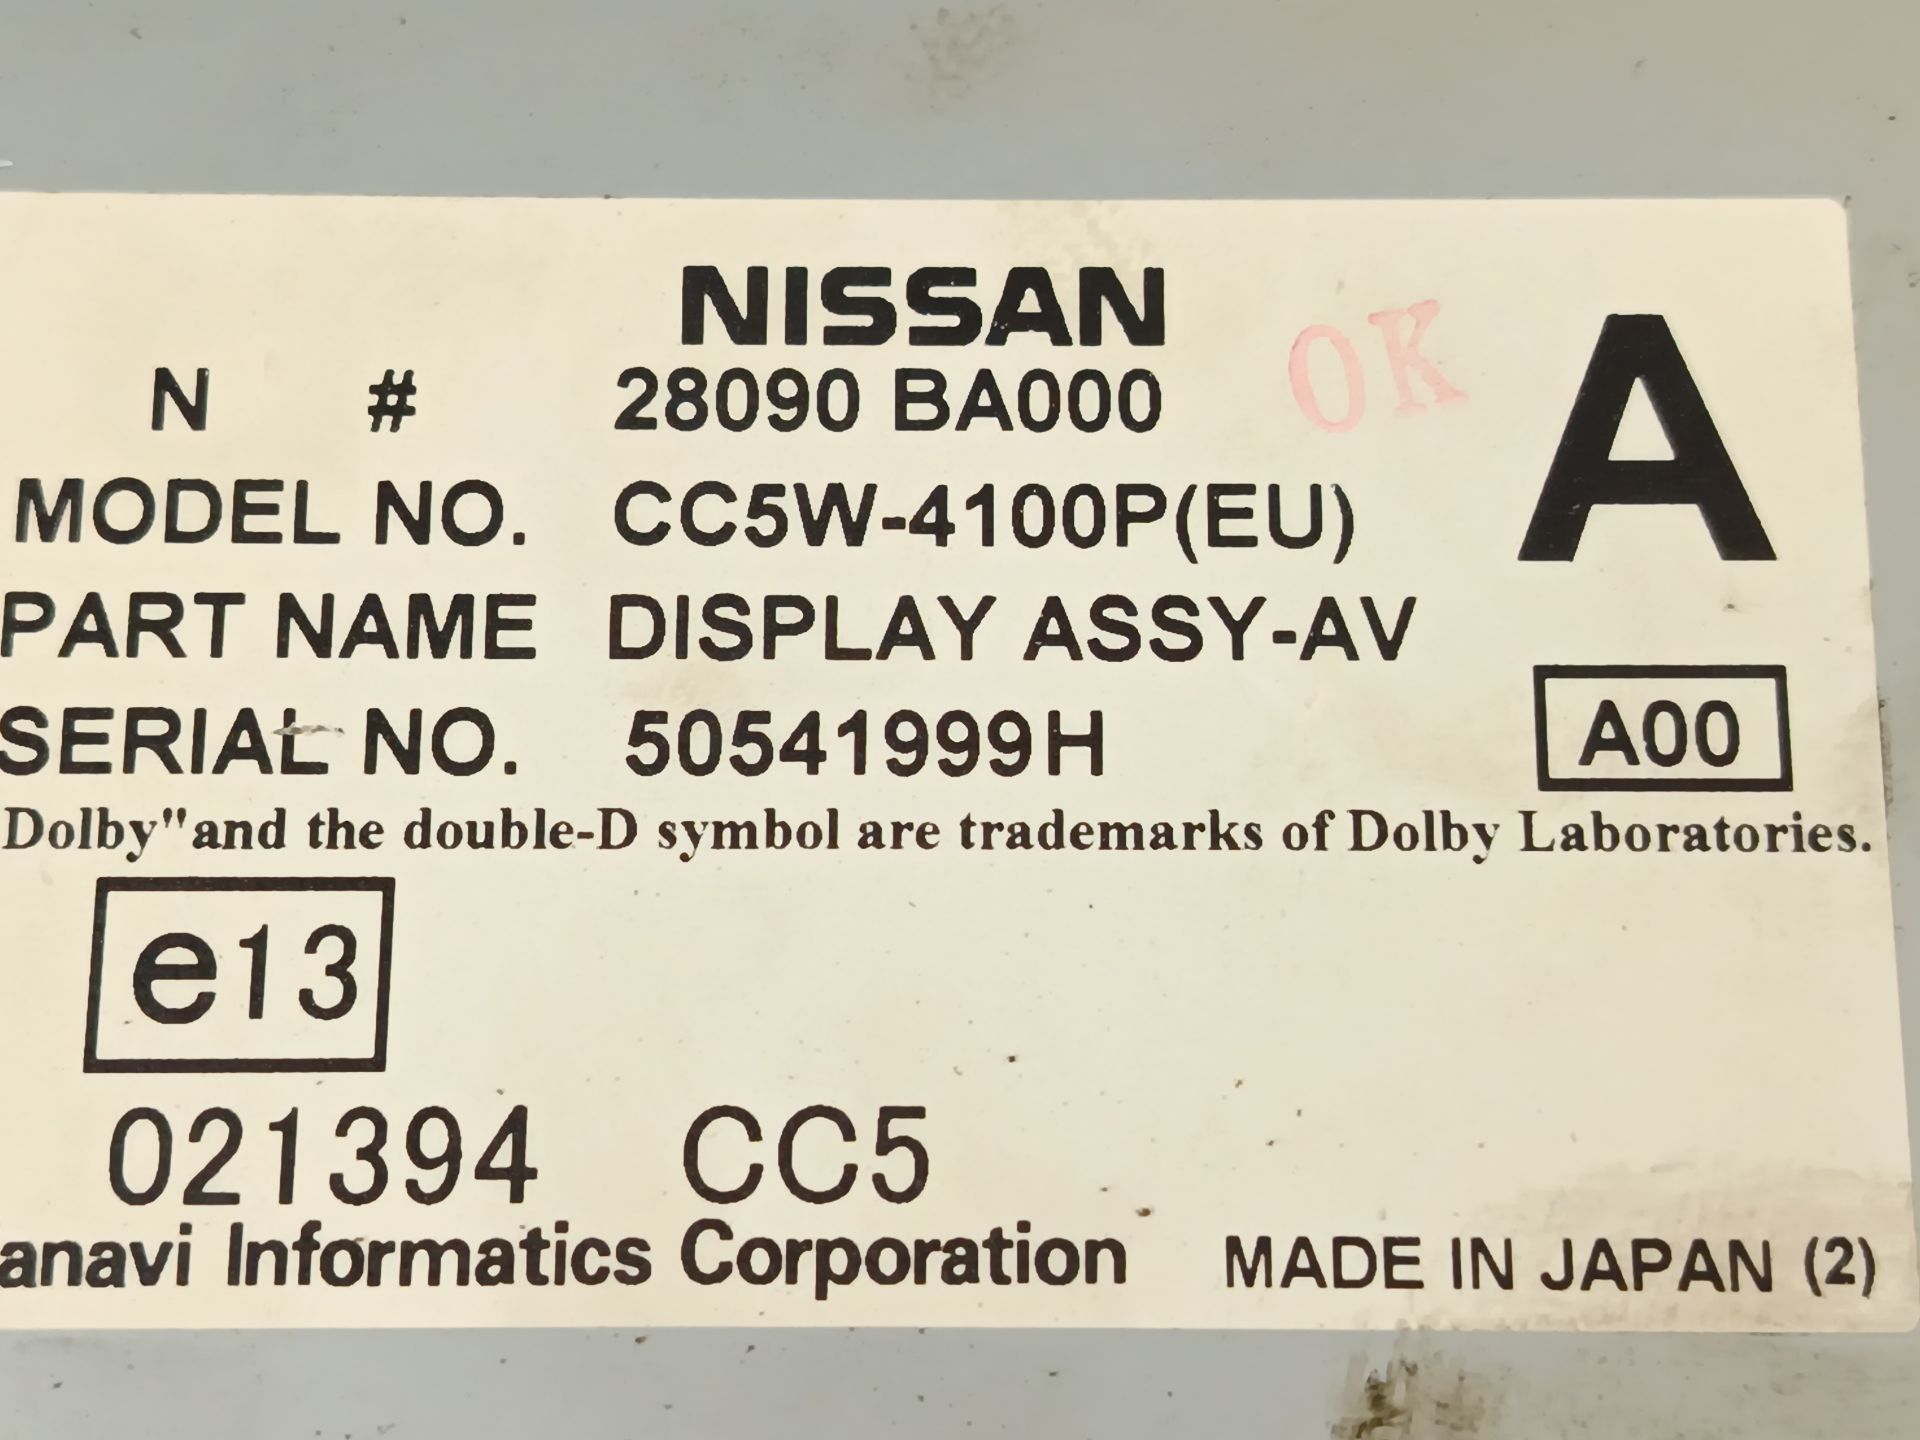 NISSAN
OK
A
N # 28090 BA000
MODEL NO. CC5W-4100P(EU)
PART NAME DISPLAY ASSY-AV
SERIAL NO. 50541999H
A00
Dolby"and the double-D symbol are trademarks of Dolby Laboratories.
e13
021394 CC5
anavi Informatics Corporation MADE IN JAPAN (2)